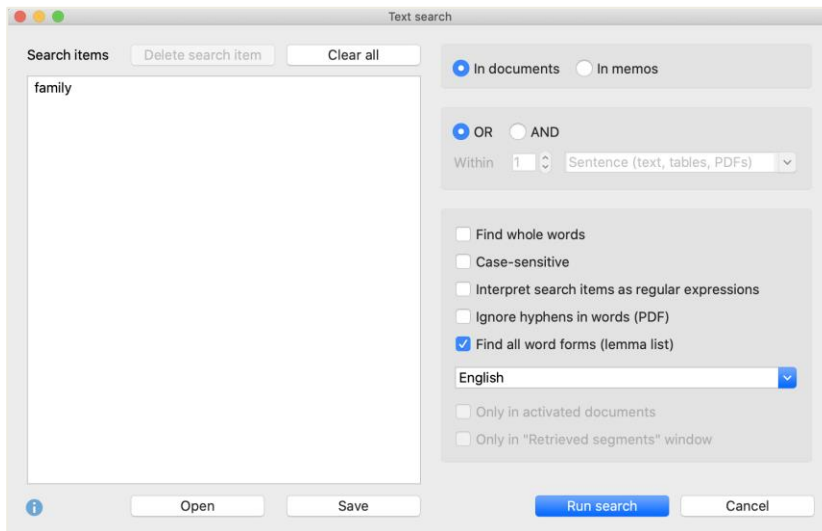 Text search
Search items
Delete search item
Clear all
family
In documents
In memos
OR
AND
Within
1
Sentence (text, tables, PDFs)
Find whole words
Case-sensitive
Interpret search items as regular expressions
Ignore hyphens in words (PDF)
Find all word forms (lemma list)
English
Only in activated documents
Only in "Retrieved segments" window
Open
Save
Run search
Cancel